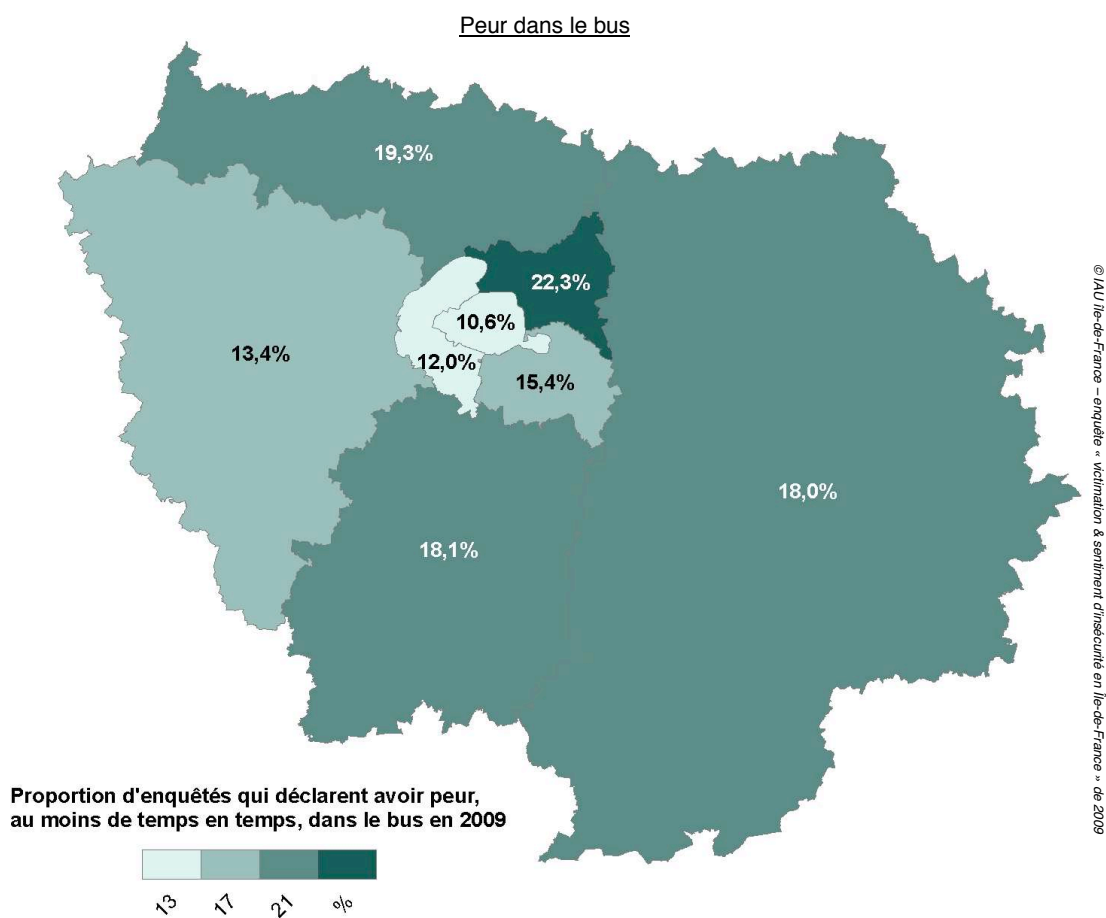 Peur dans le bus
19,3%
22,3%
10,6%
13,4%
12,0%
15,4%
18,0%
18,1%
Proportion d'enquêtés qui déclarent avoir peur,
au moins de temps en temps, dans le bus en 2009
13 17 21 %
© IAU île-de-France – enquête « victimation & sentiment d'insécurité en Île-de-France » de 2009